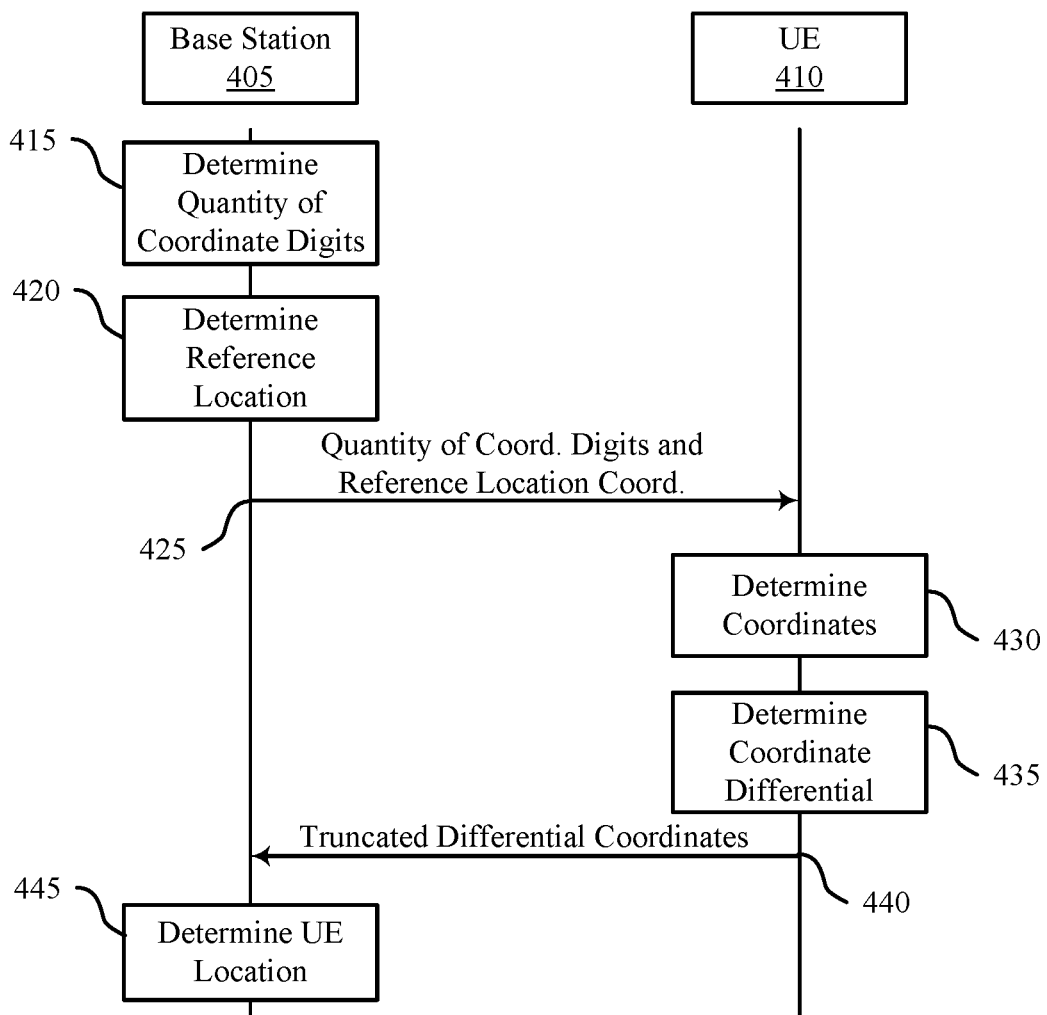 Base Station
405
UE
410
415
Determine
Quantity of
Coordinate Digits
420
Determine
Reference
Location
Quantity of Coord. Digits and
Reference Location Coord.
425
Determine
Coordinates
430
Determine
Coordinate
Differential
435
Truncated Differential Coordinates
440
445
Determine UE
Location